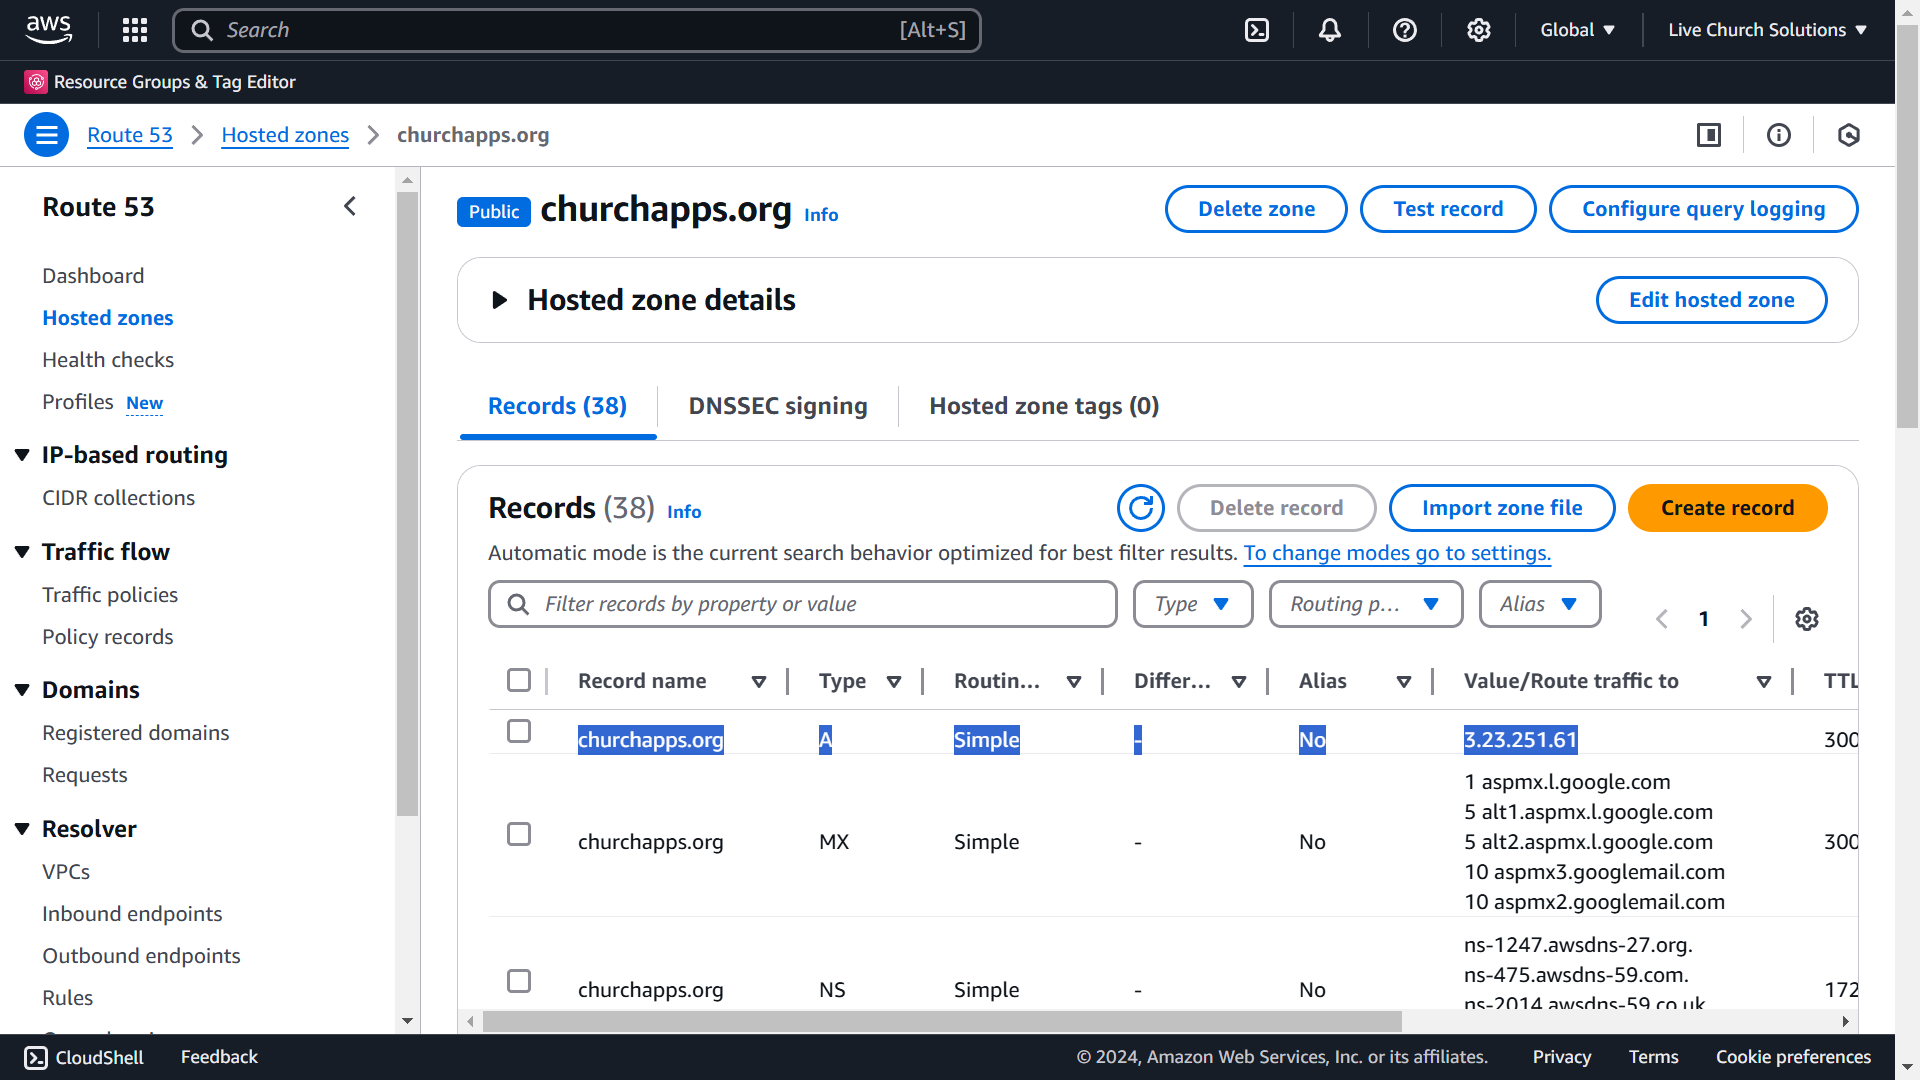 aws
Search [Alt+S]
Global
Live Church Solutions
Resource Groups & Tag Editor
Route 53
Hosted zones
churchapps.org
Route 53
Dashboard
Hosted zones
Health checks
Profiles New
IP-based routing
CIDR collections
Traffic flow
Traffic policies
Policy records
Domains
Registered domains
Requests
Resolver
VPCs
Inbound endpoints
Outbound endpoints
Rules
Public churchapps.org Info
Delete zone
Test record
Configure query logging
Hosted zone details
Edit hosted zone
Records (38)
DNSSEC signing
Hosted zone tags (0)
Records (38) Info
Delete record
Import zone file
Create record
Automatic mode is the current search behavior optimized for best filter results. To change modes go to settings.
Filter records by property or value
Type
Routing p...
Alias
1
Record name Type Routin... Differ... Alias Value/Route traffic to TTL
churchapps.org A Simple - No 3.23.251.61 300
churchapps.org MX Simple - No 1 aspmx.l.google.com
5 alt1.aspmx.l.google.com
5 alt2.aspmx.l.google.com
10 aspmx3.googlemail.com
10 aspmx2.googlemail.com
300
churchapps.org NS Simple - No ns-1247.awsdns-27.org.
ns-475.awsdns-59.com.
ns-2014.awsdns-59.co.uk
172
CloudShell
Feedback
© 2024, Amazon Web Services, Inc. or its affiliates.
Privacy
Terms
Cookie preferences